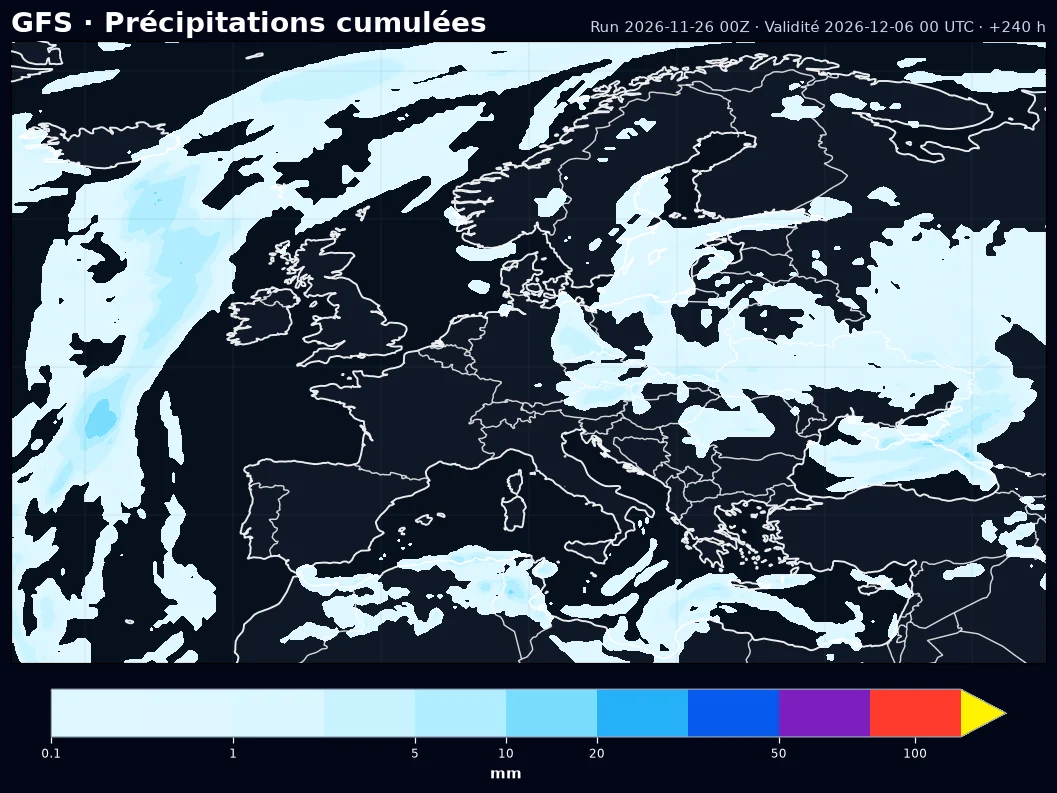 GFS · Précipitations cumulées
Run 2026-11-26 00Z · Validité 2026-12-06 00 UTC · +240 h
0.1 1 5 10 20 50 100
mm